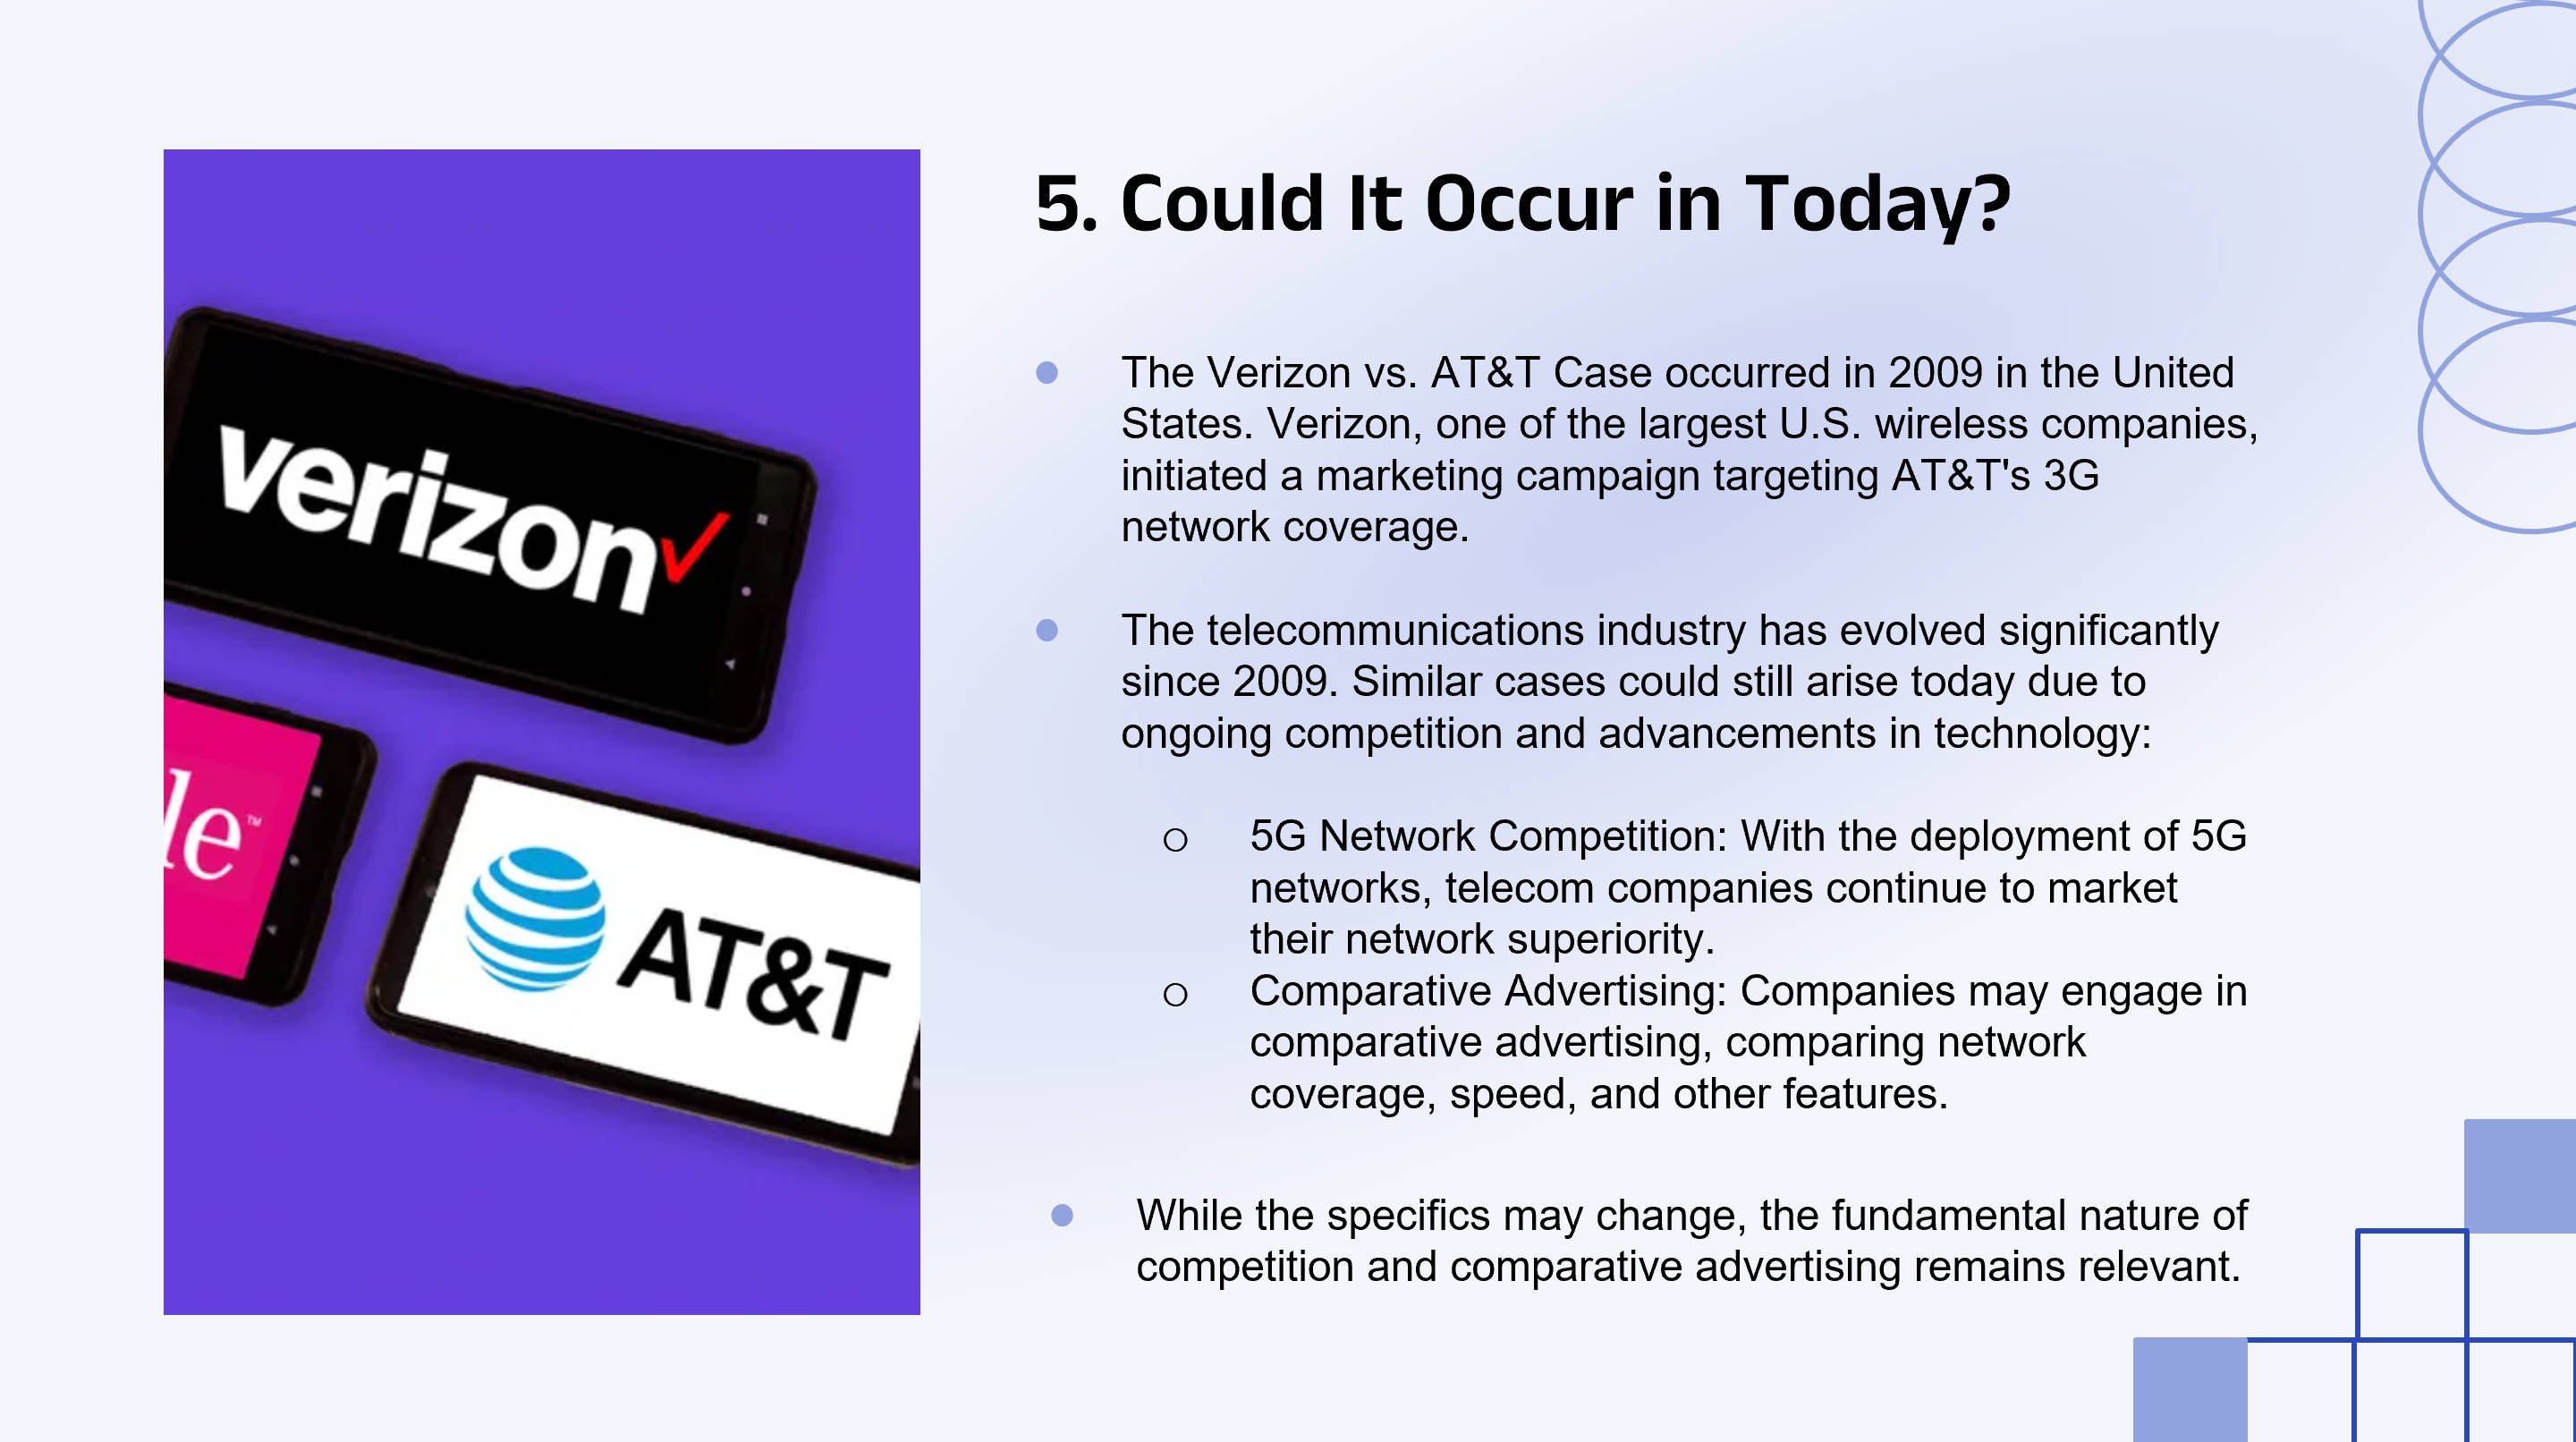 5. Could It Occur in Today?
The Verizon vs. AT&T Case occurred in 2009 in the United
States. Verizon, one of the largest U.S. wireless companies,
initiated a marketing campaign targeting AT&T's 3G
network coverage.
The telecommunications industry has evolved significantly
since 2009. Similar cases could still arise today due to
ongoing competition and advancements in technology:
5G Network Competition: With the deployment of 5G
networks, telecom companies continue to market
their network superiority.
Comparative Advertising: Companies may engage in
comparative advertising, comparing network
coverage, speed, and other features.
While the specifics may change, the fundamental nature of
competition and comparative advertising remains relevant.
verizon
le™
AT&T